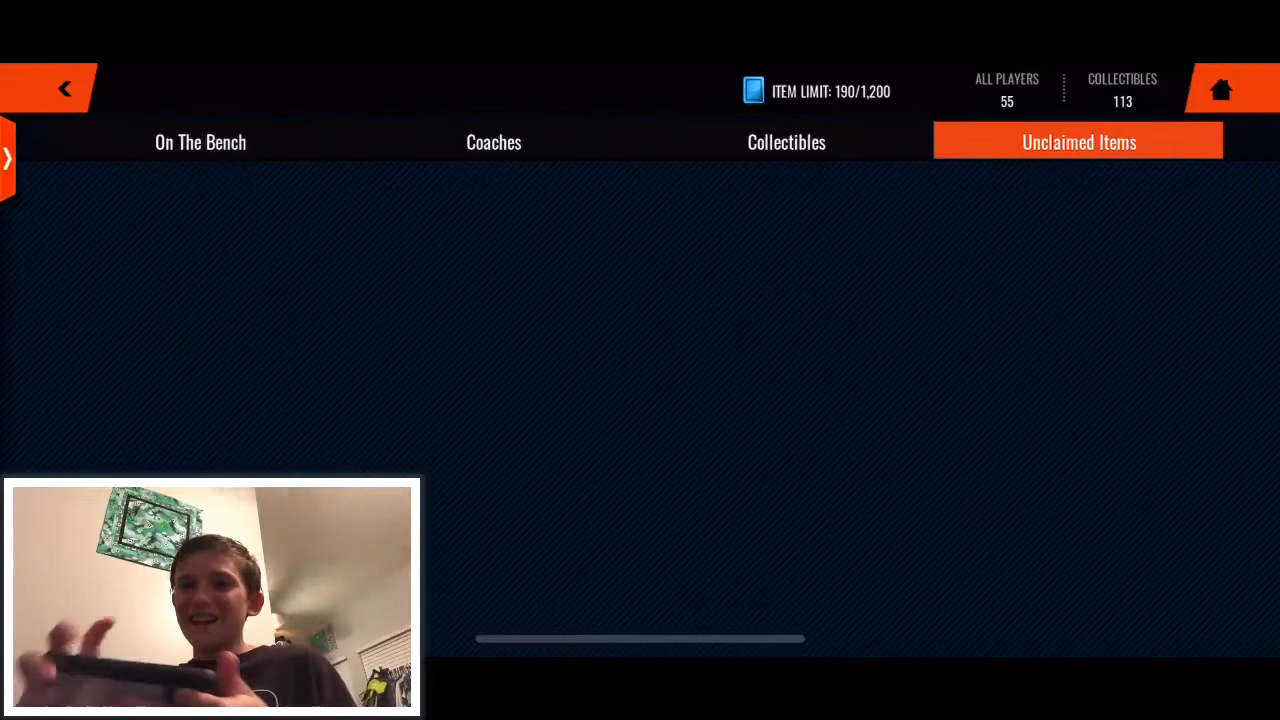 ITEM LIMIT: 190/1,200
ALL PLAYERS
55
COLLECTIBLES
113
On The Bench
Coaches
Collectibles
Unclaimed Items